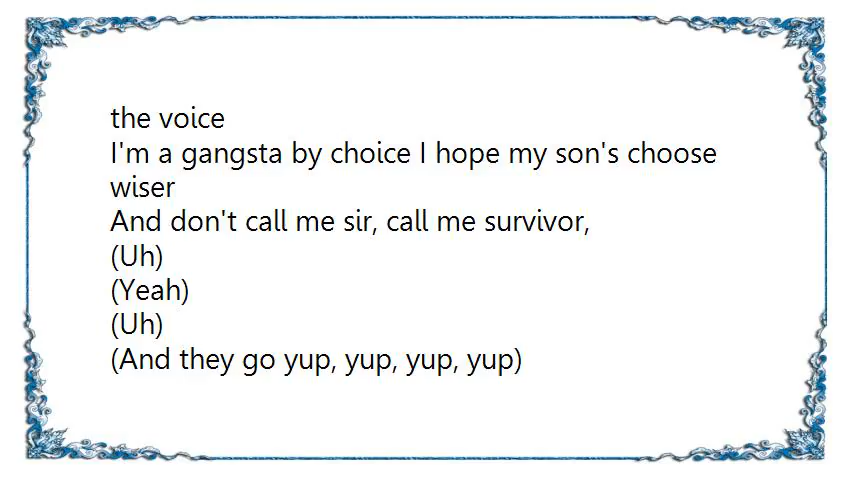 the voice
I'm a gangsta by choice I hope my son's choose
wiser
And don't call me sir, call me survivor,
(Uh)
(Yeah)
(Uh)
(And they go yup, yup, yup, yup)